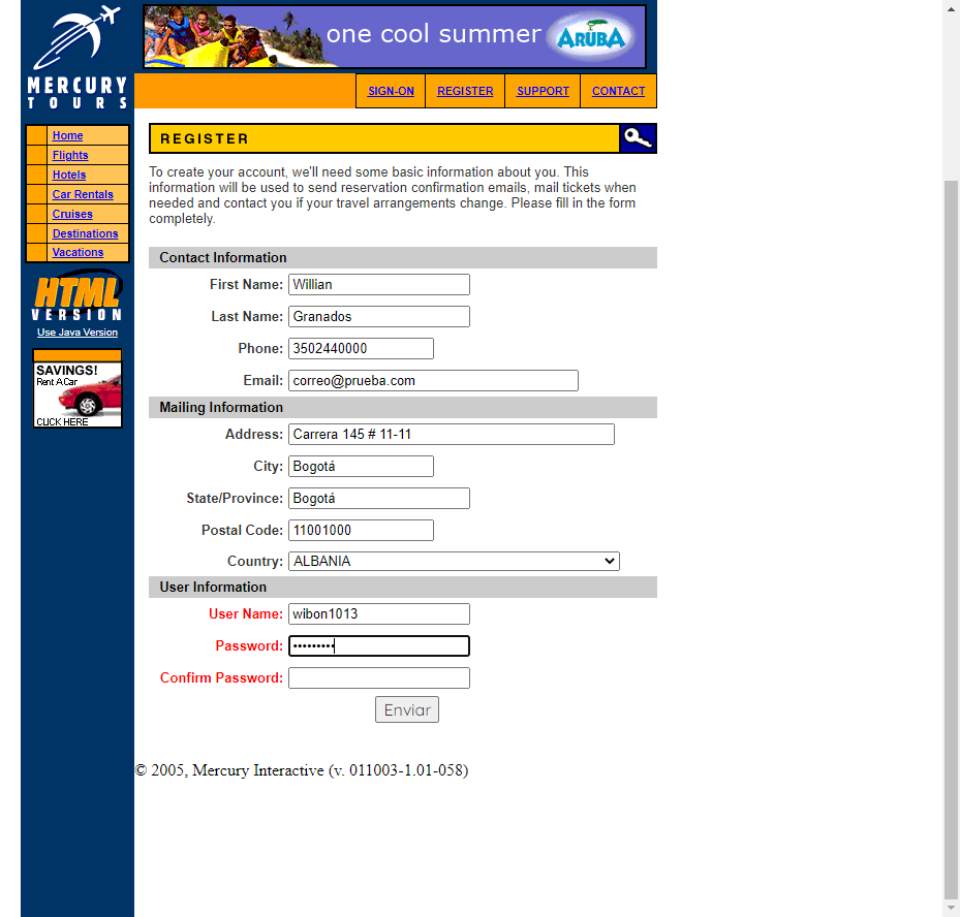 one cool summer ARUBA
MERCURY
TOURS
SIGN-ON REGISTER SUPPORT CONTACT
Home
Flights
Hotels
Car Rentals
Cruises
Destinations
Vacations
HTML
VERSION
Use Java Version
SAVINGS!
Rent A Car
CLICK HERE
REGISTER
To create your account, we'll need some basic information about you. This
information will be used to send reservation confirmation emails, mail tickets when
needed and contact you if your travel arrangements change. Please fill in the form
completely.
Contact Information
First Name: Willian
Last Name: Granados
Phone: 3502440000
Email: correo@prueba.com
Mailing Information
Address: Carrera 145 # 11-11
City: Bogotá
State/Province: Bogotá
Postal Code: 11001000
Country: ALBANIA
User Information
User Name: wibon1013
Password: •••••••••
Confirm Password:
Enviar
© 2005, Mercury Interactive (v. 011003-1.01-058)